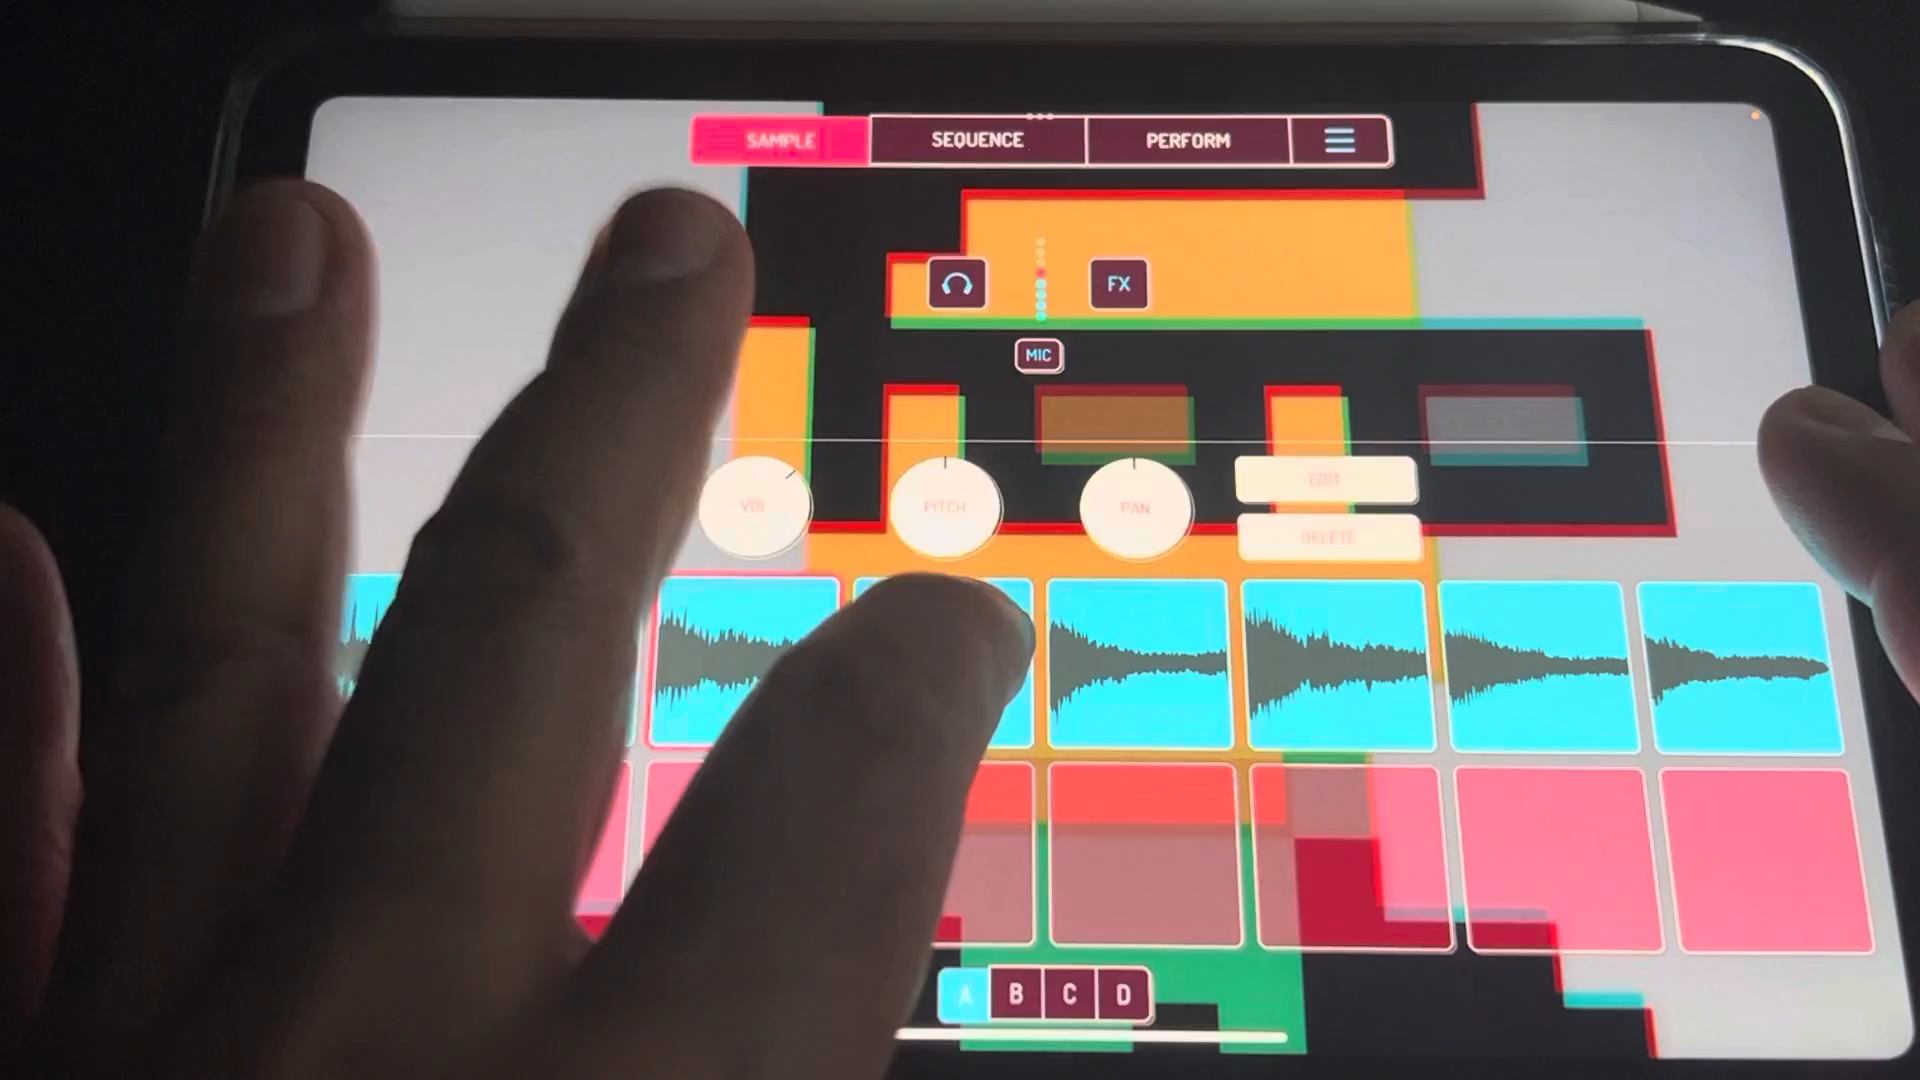 SAMPLE SEQUENCE PERFORM
FX
MIC
VOL PITCH PAN EDIT
DELETE
A B C D